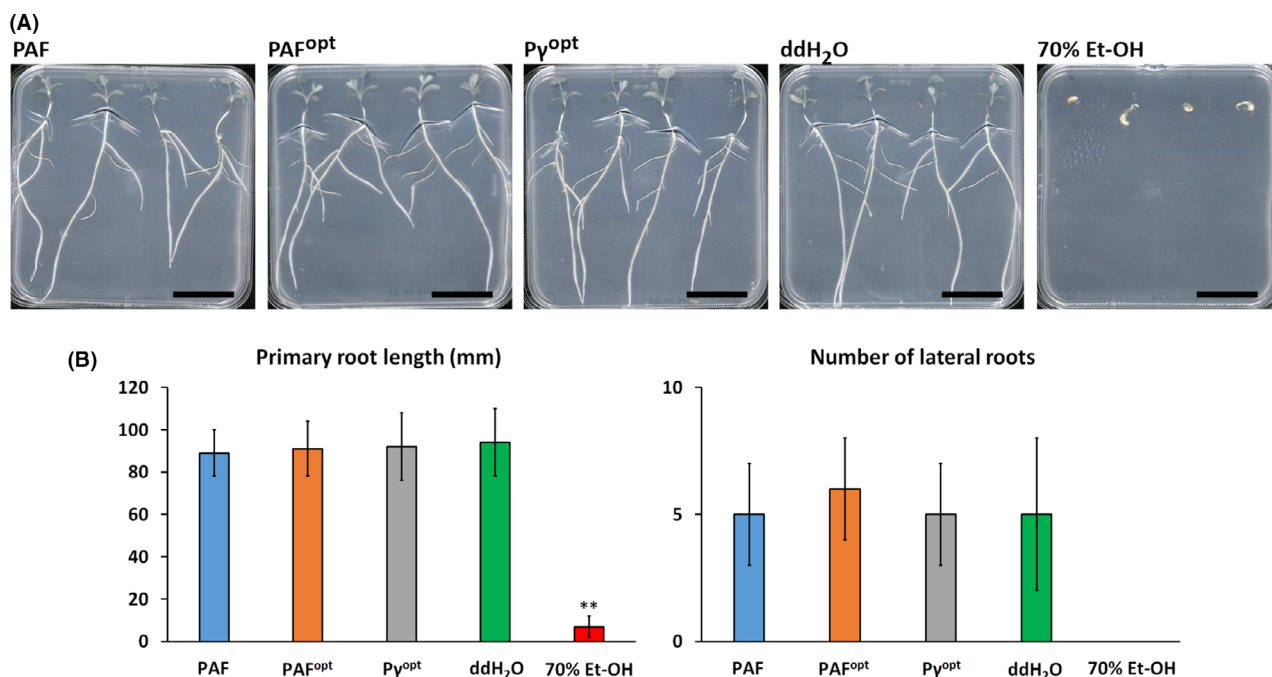 (A)
PAF PAFᵒᵖᵗ Pγᵒᵖᵗ ddH₂O 70% Et-OH
(B)
Primary root length (mm)
120
100
80
60
40
20
0
**
PAF PAFᵒᵖᵗ Pγᵒᵖᵗ ddH₂O 70% Et-OH
Number of lateral roots
10
5
0
PAF PAFᵒᵖᵗ Pγᵒᵖᵗ ddH₂O 70% Et-OH